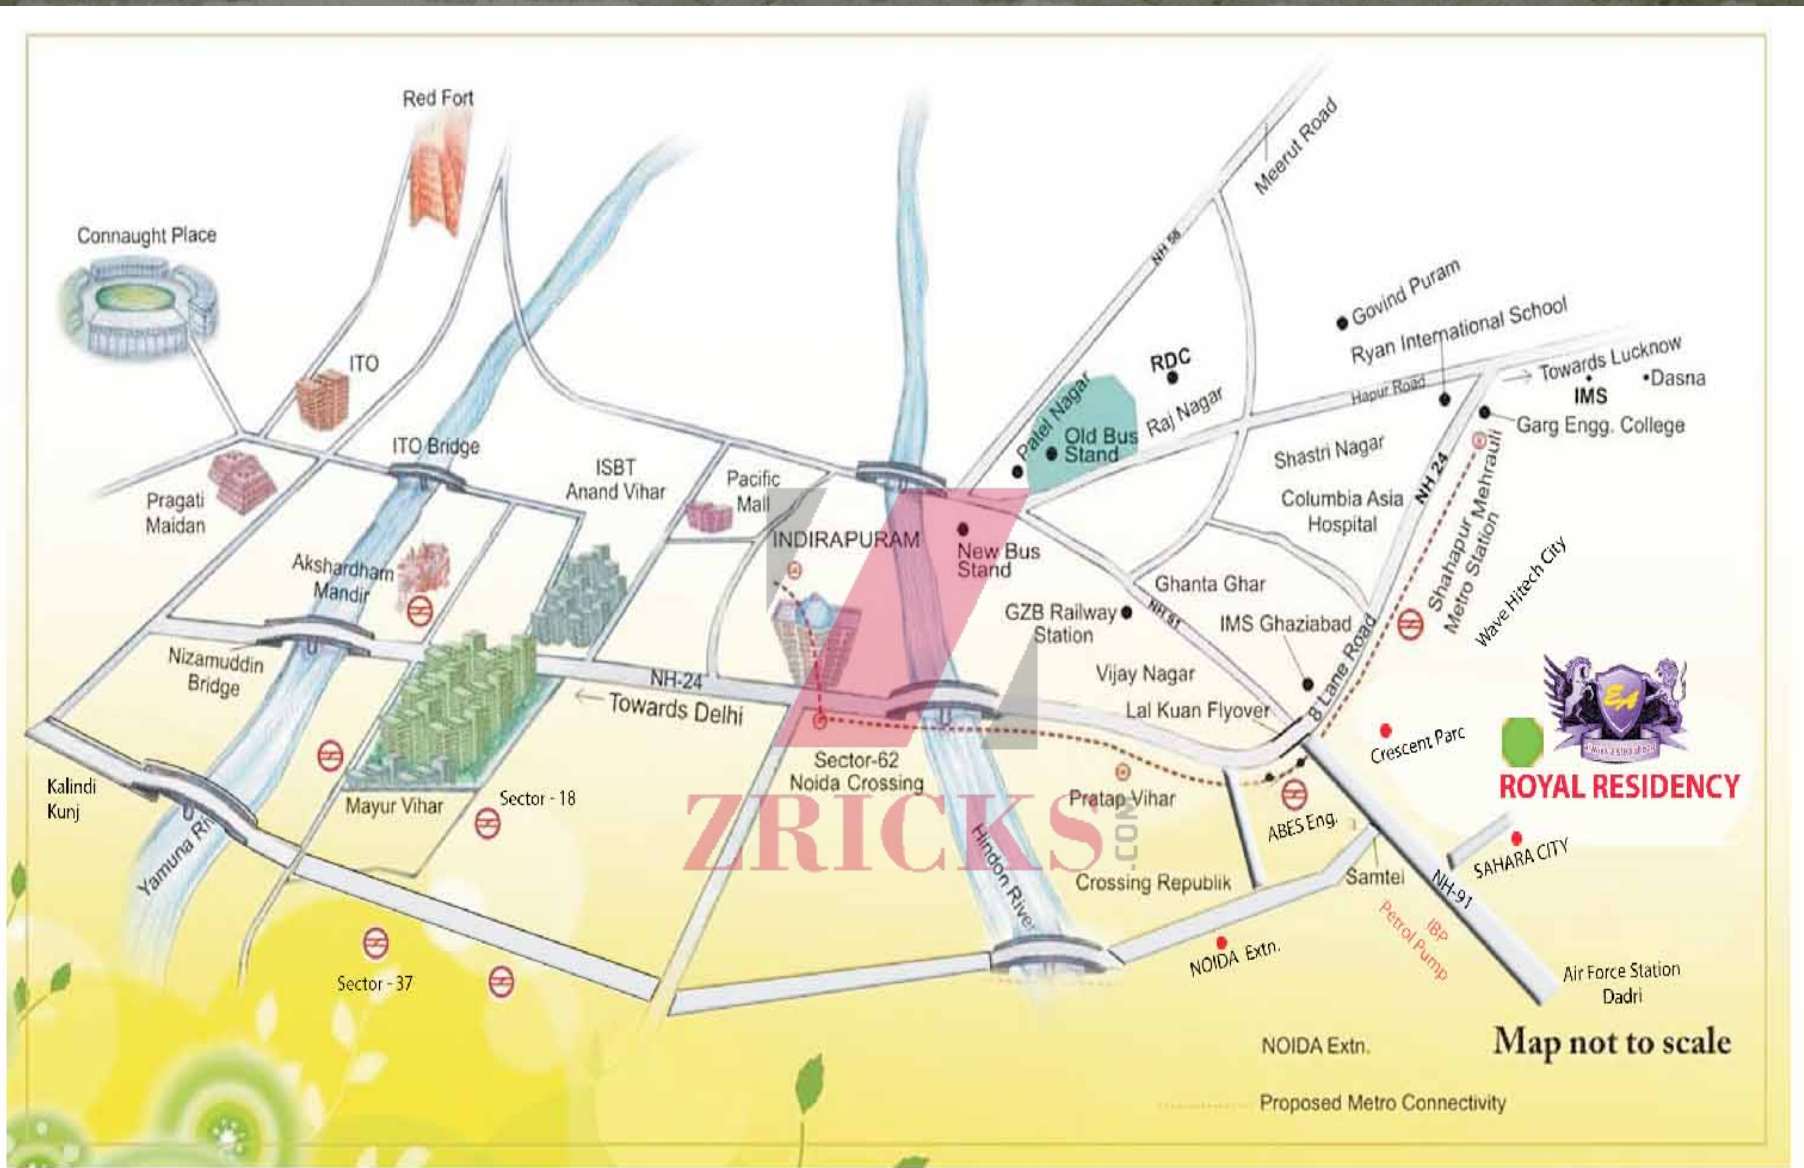 Red Fort
Meerut Road
Connaught Place
NH 58
Govind Puram
Ryan International School
ITO
RDC
Towards Lucknow
Dasna
Patel Nagar
Hapur Road
IMS
Raj Nagar
Garg Engg. College
Old Bus
Stand
ITO Bridge
Shastri Nagar
ISBT
Anand Vihar
Pacific
Mall
NH 24
Pragati
Maidan
Columbia Asia
Hospital
Shahapur Mehrauli
Metro Station
INDIRAPURAM
New Bus
Stand
Akshardham
Mandir
Wave Hitech City
Ghanta Ghar
GZB Railway
Station
NH 91
IMS Ghaziabad
8 Lane Road
Nizamuddin
Bridge
NH-24
Vijay Nagar
Towards Delhi
Lal Kuan Flyover
EA
Crescent Parc
Sector-62
Noida Crossing
ROYAL RESIDENCY
Kalindi
Kunj
Mayur Vihar
Sector - 18
Pratap Vihar
ZRICKS
.COM
ABES Eng.
Yamuna Ri
Hindon River
SAHARA CITY
Crossing Republik
Samtel
NH-91
IBP
Petrol Pump
NOIDA Extn.
Sector - 37
Air Force Station
Dadri
NOIDA Extn.
Map not to scale
Proposed Metro Connectivity